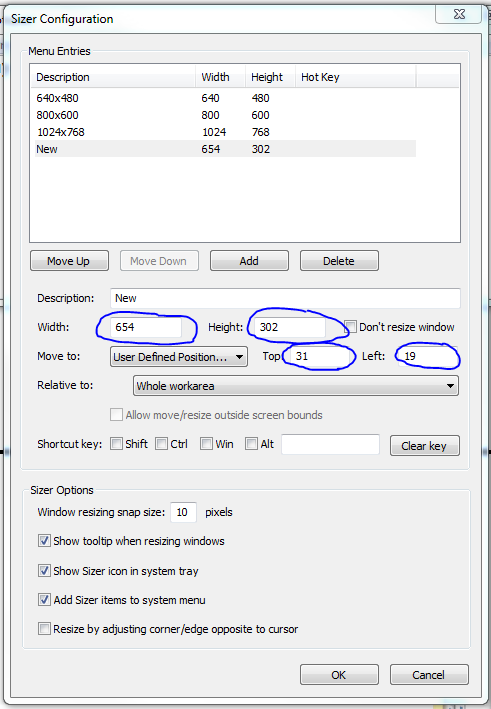 Sizer Configuration
Menu Entries
Description Width Height Hot Key
640x480 640 480
800x600 800 600
1024x768 1024 768
New 654 302
Move Up Move Down Add Delete
Description: New
Width: 654 Height: 302 Don't resize window
Move to: User Defined Position... Top 31 Left: 19
Relative to: Whole workarea
Allow move/resize outside screen bounds
Shortcut key: Shift Ctrl Win Alt Clear key
Sizer Options
Window resizing snap size: 10 pixels
Show tooltip when resizing windows
Show Sizer icon in system tray
Add Sizer items to system menu
Resize by adjusting corner/edge opposite to cursor
OK Cancel